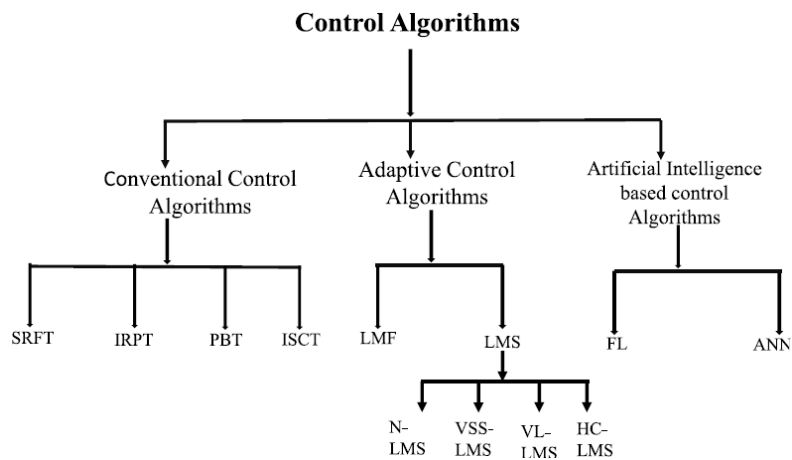 Control Algorithms
Conventional Control
Algorithms
Adaptive Control
Algorithms
Artificial Intelligence
based control
Algorithms
SRFT
IRPT
PBT
ISCT
LMF
LMS
FL
ANN
N-
LMS
VSS-
LMS
VL-
LMS
HC-
LMS